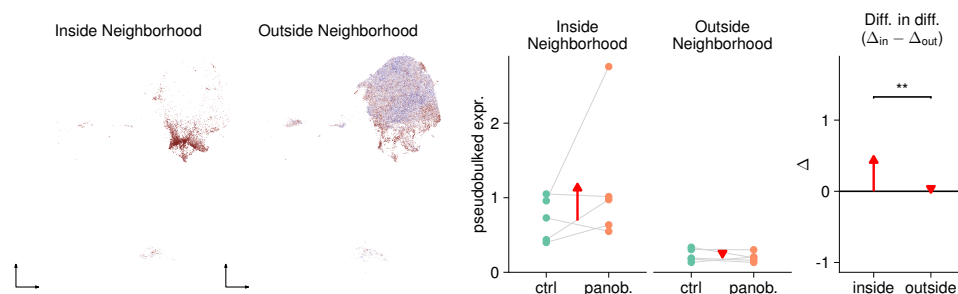 Inside Neighborhood
Outside Neighborhood
Inside
Neighborhood
Outside
Neighborhood
Diff. in diff.
(Δin − Δout)
pseudobulked expr.
2
1
0
ctrl
panob.
ctrl
panob.
Δ
**
1
0
-1
inside
outside